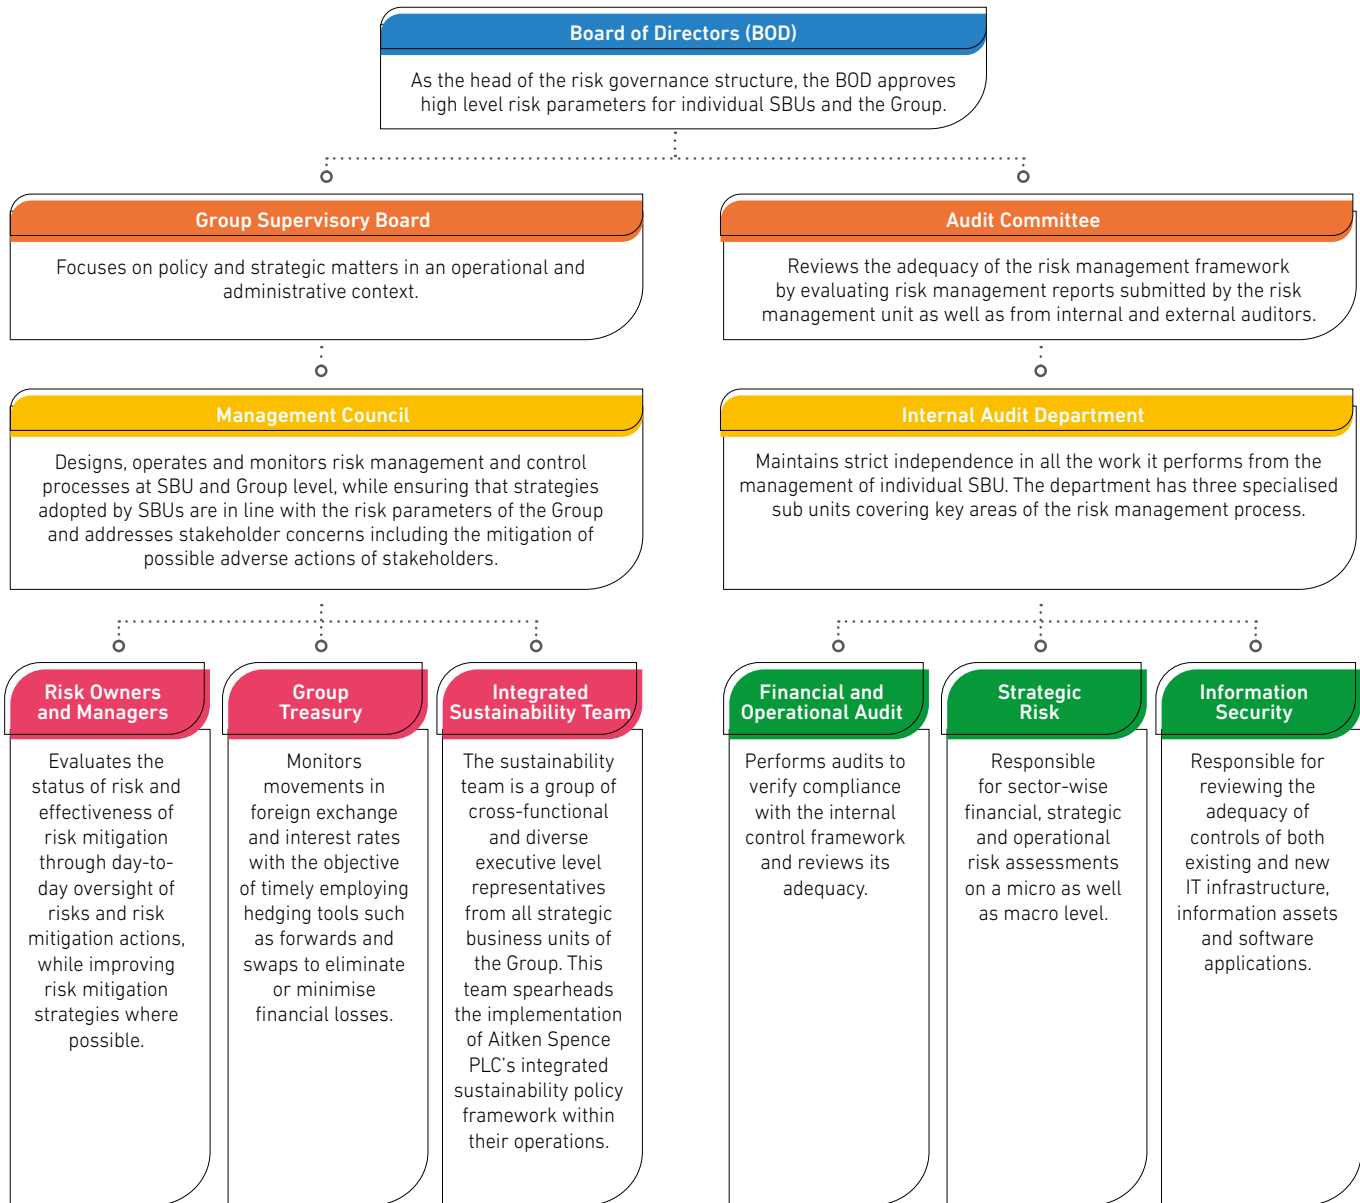 Board of Directors (BOD)
As the head of the risk governance structure, the BOD approves
high level risk parameters for individual SBUs and the Group.
Group Supervisory Board
Focuses on policy and strategic matters in an operational and
administrative context.
Audit Committee
Reviews the adequacy of the risk management framework
by evaluating risk management reports submitted by the risk
management unit as well as from internal and external auditors.
Management Council
Designs, operates and monitors risk management and control
processes at SBU and Group level, while ensuring that strategies
adopted by SBUs are in line with the risk parameters of the Group
and addresses stakeholder concerns including the mitigation of
possible adverse actions of stakeholders.
Internal Audit Department
Maintains strict independence in all the work it performs from the
management of individual SBU. The department has three specialised
sub units covering key areas of the risk management process.
Risk Owners
and Managers
Evaluates the
status of risk and
effectiveness of
risk mitigation
through day-to-
day oversight of
risks and risk
mitigation actions,
while improving
risk mitigation
strategies where
possible.
Group
Treasury
Monitors
movements in
foreign exchange
and interest rates
with the objective
of timely employing
hedging tools such
as forwards and
swaps to eliminate
or minimise
financial losses.
Integrated
Sustainability Team
The sustainability
team is a group of
cross-functional
and diverse
executive level
representatives
from all strategic
business units of
the Group. This
team spearheads
the implementation
of Aitken Spence
PLC's integrated
sustainability policy
framework within
their operations.
Financial and
Operational Audit
Performs audits to
verify compliance
with the internal
control framework
and reviews its
adequacy.
Strategic
Risk
Responsible
for sector-wise
financial, strategic
and operational
risk assessments
on a micro as well
as macro level.
Information
Security
Responsible for
reviewing the
adequacy of
controls of both
existing and new
IT infrastructure,
information assets
and software
applications.